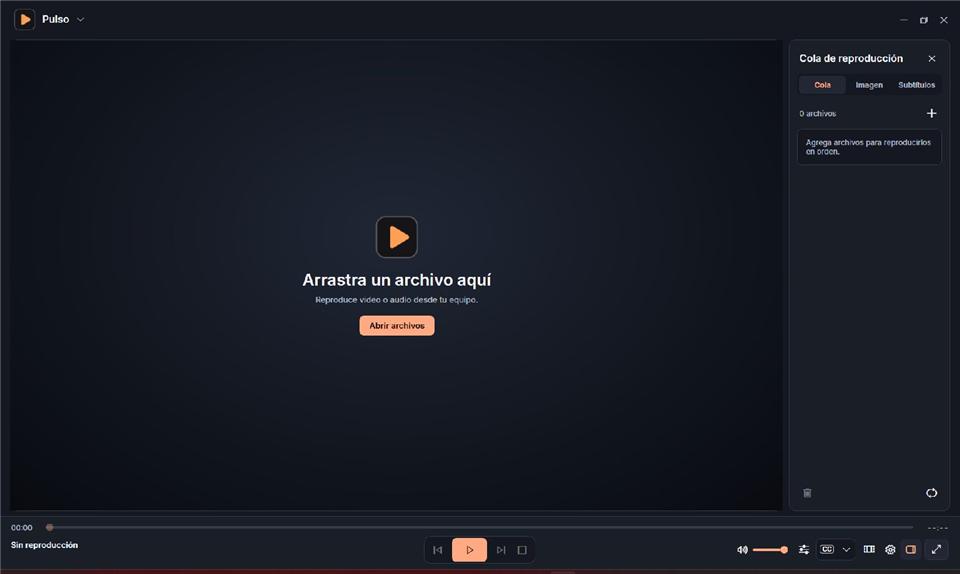 Pulso
Cola de reproducción
Cola
Imagen
Subtítulos
0 archivos
Agrega archivos para reproducirlos
en orden.
Arrastra un archivo aquí
Reproduce video o audio desde tu equipo.
Abrir archivos
00:00
--:--
Sin reproducción
CC